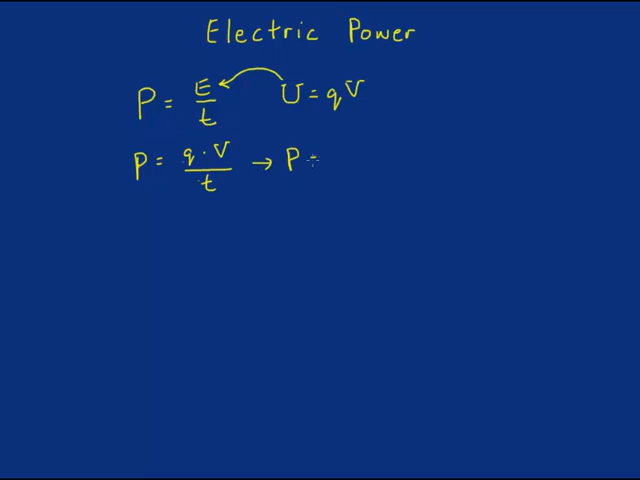 Electric Power
P = E/t U = qV
P = q · V/t → P =